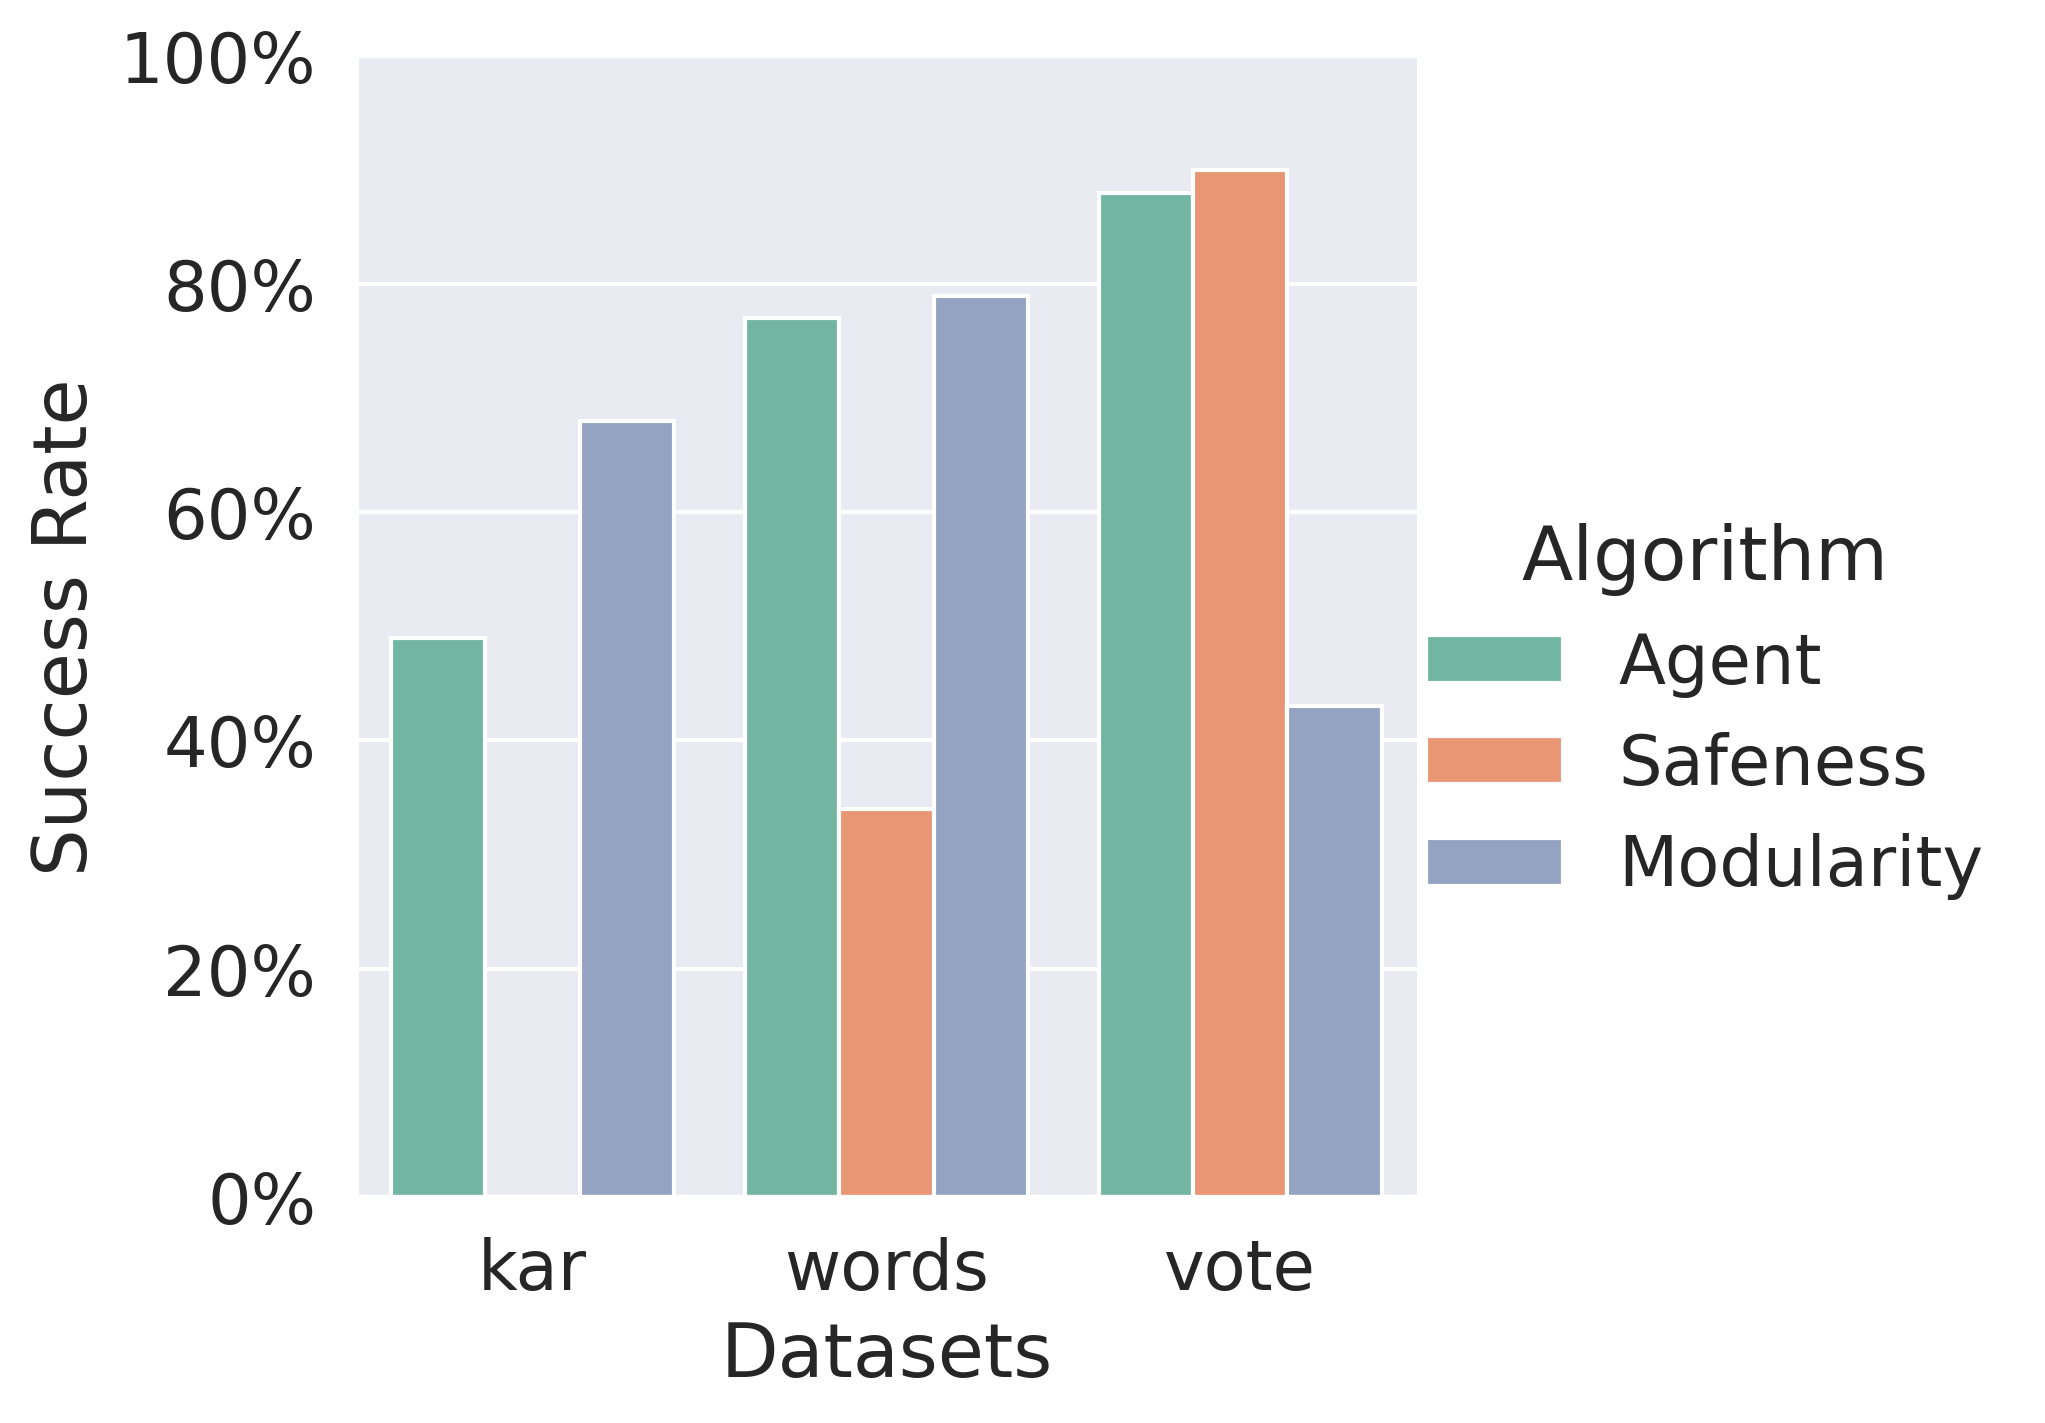 100%
80%
60%
40%
20%
0%
Success Rate
kar words vote
Datasets
Algorithm
Agent
Safeness
Modularity